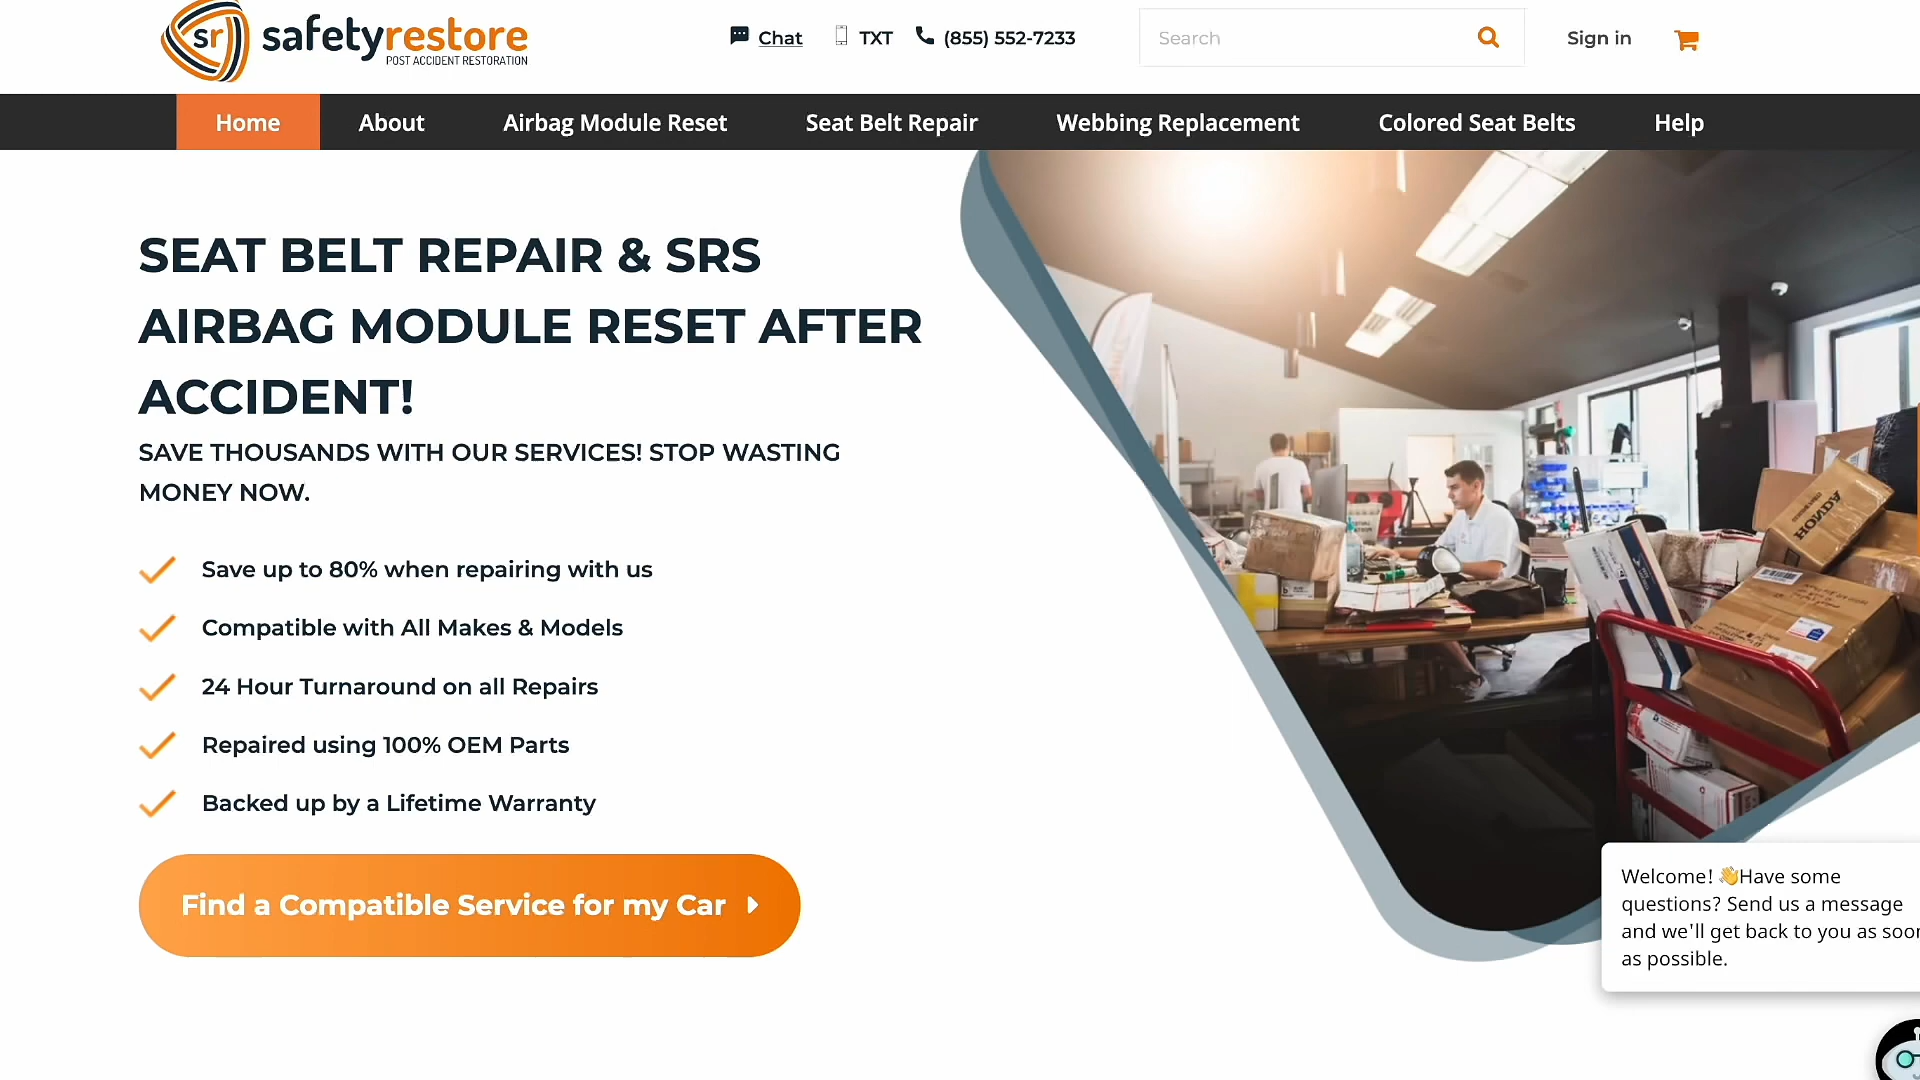 sr safetyrestore
POST ACCIDENT RESTORATION
Chat TXT (855) 552-7233 Search Sign in
Home About Airbag Module Reset Seat Belt Repair Webbing Replacement Colored Seat Belts Help
SEAT BELT REPAIR & SRS
AIRBAG MODULE RESET AFTER
ACCIDENT!
SAVE THOUSANDS WITH OUR SERVICES! STOP WASTING
MONEY NOW.
Save up to 80% when repairing with us
Compatible with All Makes & Models
24 Hour Turnaround on all Repairs
Repaired using 100% OEM Parts
Backed up by a Lifetime Warranty
Find a Compatible Service for my Car
HONDA
Welcome! 👋Have some
questions? Send us a message
and we'll get back to you as soon
as possible.